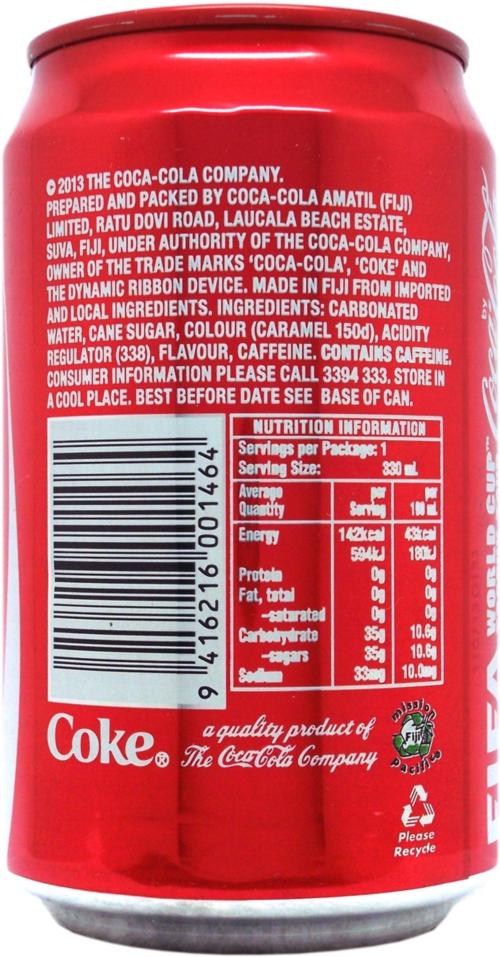 © 2013 THE COCA-COLA COMPANY.
PREPARED AND PACKED BY COCA-COLA AMATIL (FIJI)
LIMITED, RATU DOVI ROAD, LAUCALA BEACH ESTATE,
SUVA, FIJI, UNDER AUTHORITY OF THE COCA-COLA COMPANY,
OWNER OF THE TRADE MARKS 'COCA-COLA', 'COKE' AND
THE DYNAMIC RIBBON DEVICE. MADE IN FIJI FROM IMPORTED
AND LOCAL INGREDIENTS. INGREDIENTS: CARBONATED
WATER, CANE SUGAR, COLOUR (CARAMEL 150d), ACIDITY
REGULATOR (338), FLAVOUR, CAFFEINE. CONTAINS CAFFEINE.
CONSUMER INFORMATION PLEASE CALL 3394 333. STORE IN
A COOL PLACE. BEST BEFORE DATE SEE BASE OF CAN.
9 416216 001464
NUTRITION INFORMATION
Servings per Package: 1
Serving Size: 330 mL
Average per per
Quantity Serving 100 mL
Energy 142kcal 43kcal
594kJ 180kJ
Protein 0g 0g
Fat, total 0g 0g
-saturated 0g 0g
Carbohydrate 35g 10.6g
-sugars 35g 10.6g
Sodium 33mg 10.0mg
Coke®
a quality product of
The Coca-Cola Company
mission
Fiji
pacific
Please
Recycle
FIFA WORLD CUP™
BY Coca-Cola